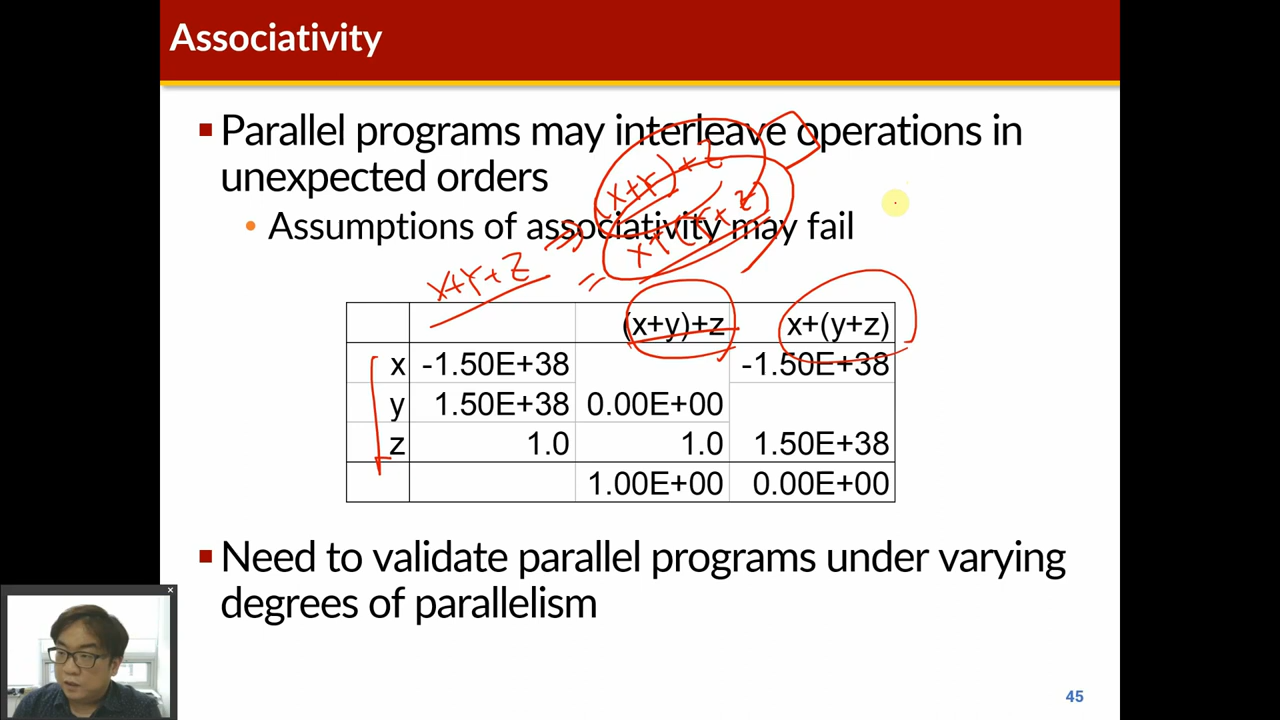 Associativity
▪ Parallel programs may interleave operations in
unexpected orders
(x+Y)+Z
x+(Y+Z)
• Assumptions of associativity may fail
x+Y+Z ⇒
=
(x+y)+z x+(y+z)
x -1.50E+38 -1.50E+38
y 1.50E+38 0.00E+00
z 1.0 1.0 1.50E+38
1.00E+00 0.00E+00
▪ Need to validate parallel programs under varying
degrees of parallelism
45